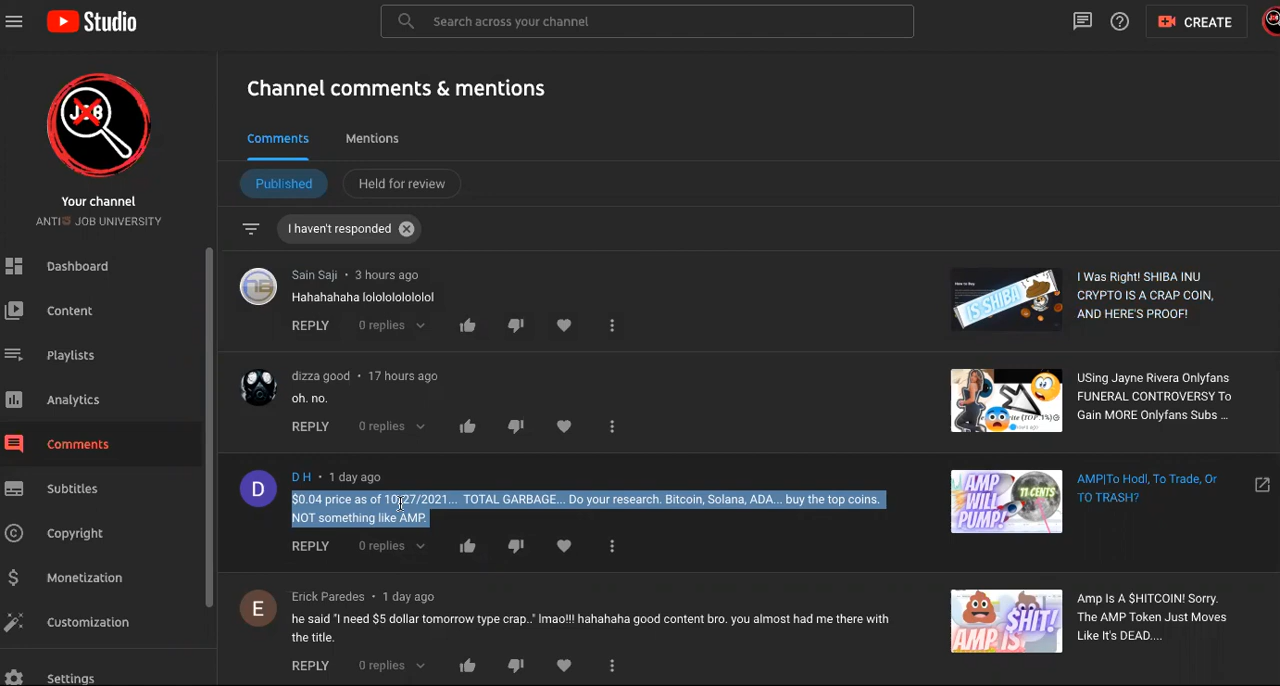 Studio
Search across your channel
CREATE
JOB
Your channel
ANTI JOB UNIVERSITY
Dashboard
Content
Playlists
Analytics
Comments
Subtitles
Copyright
Monetization
Customization
Settings
Channel comments & mentions
Comments
Mentions
Published
Held for review
I haven't responded
Sain Saji • 3 hours ago
Hahahahaha lolololololololol
REPLY
0 replies
IS SHIBA
I Was Right! SHIBA INU
CRYPTO IS A CRAP COIN,
AND HERE'S PROOF!
dizza good • 17 hours ago
oh. no.
REPLY
0 replies
USing Jayne Rivera Onlyfans
FUNERAL CONTROVERSY To
Gain MORE Onlyfans Subs ...
D
D H • 1 day ago
$0.04 price as of 10/27/2021... TOTAL GARBAGE... Do your research. Bitcoin, Solana, ADA... buy the top coins.
NOT something like AMP.
REPLY
0 replies
AMP
WILL
PUMP!
11 CENTS
AMP|To Hodl, To Trade, Or
TO TRASH?
E
Erick Paredes • 1 day ago
he said "I need $5 dollar tomorrow type crap.." lmao!!! hahahaha good content bro. you almost had me there with
the title.
REPLY
0 replies
AMP IS
$HIT!
Amp Is A $HITCOIN! Sorry.
The AMP Token Just Moves
Like It's DEAD....